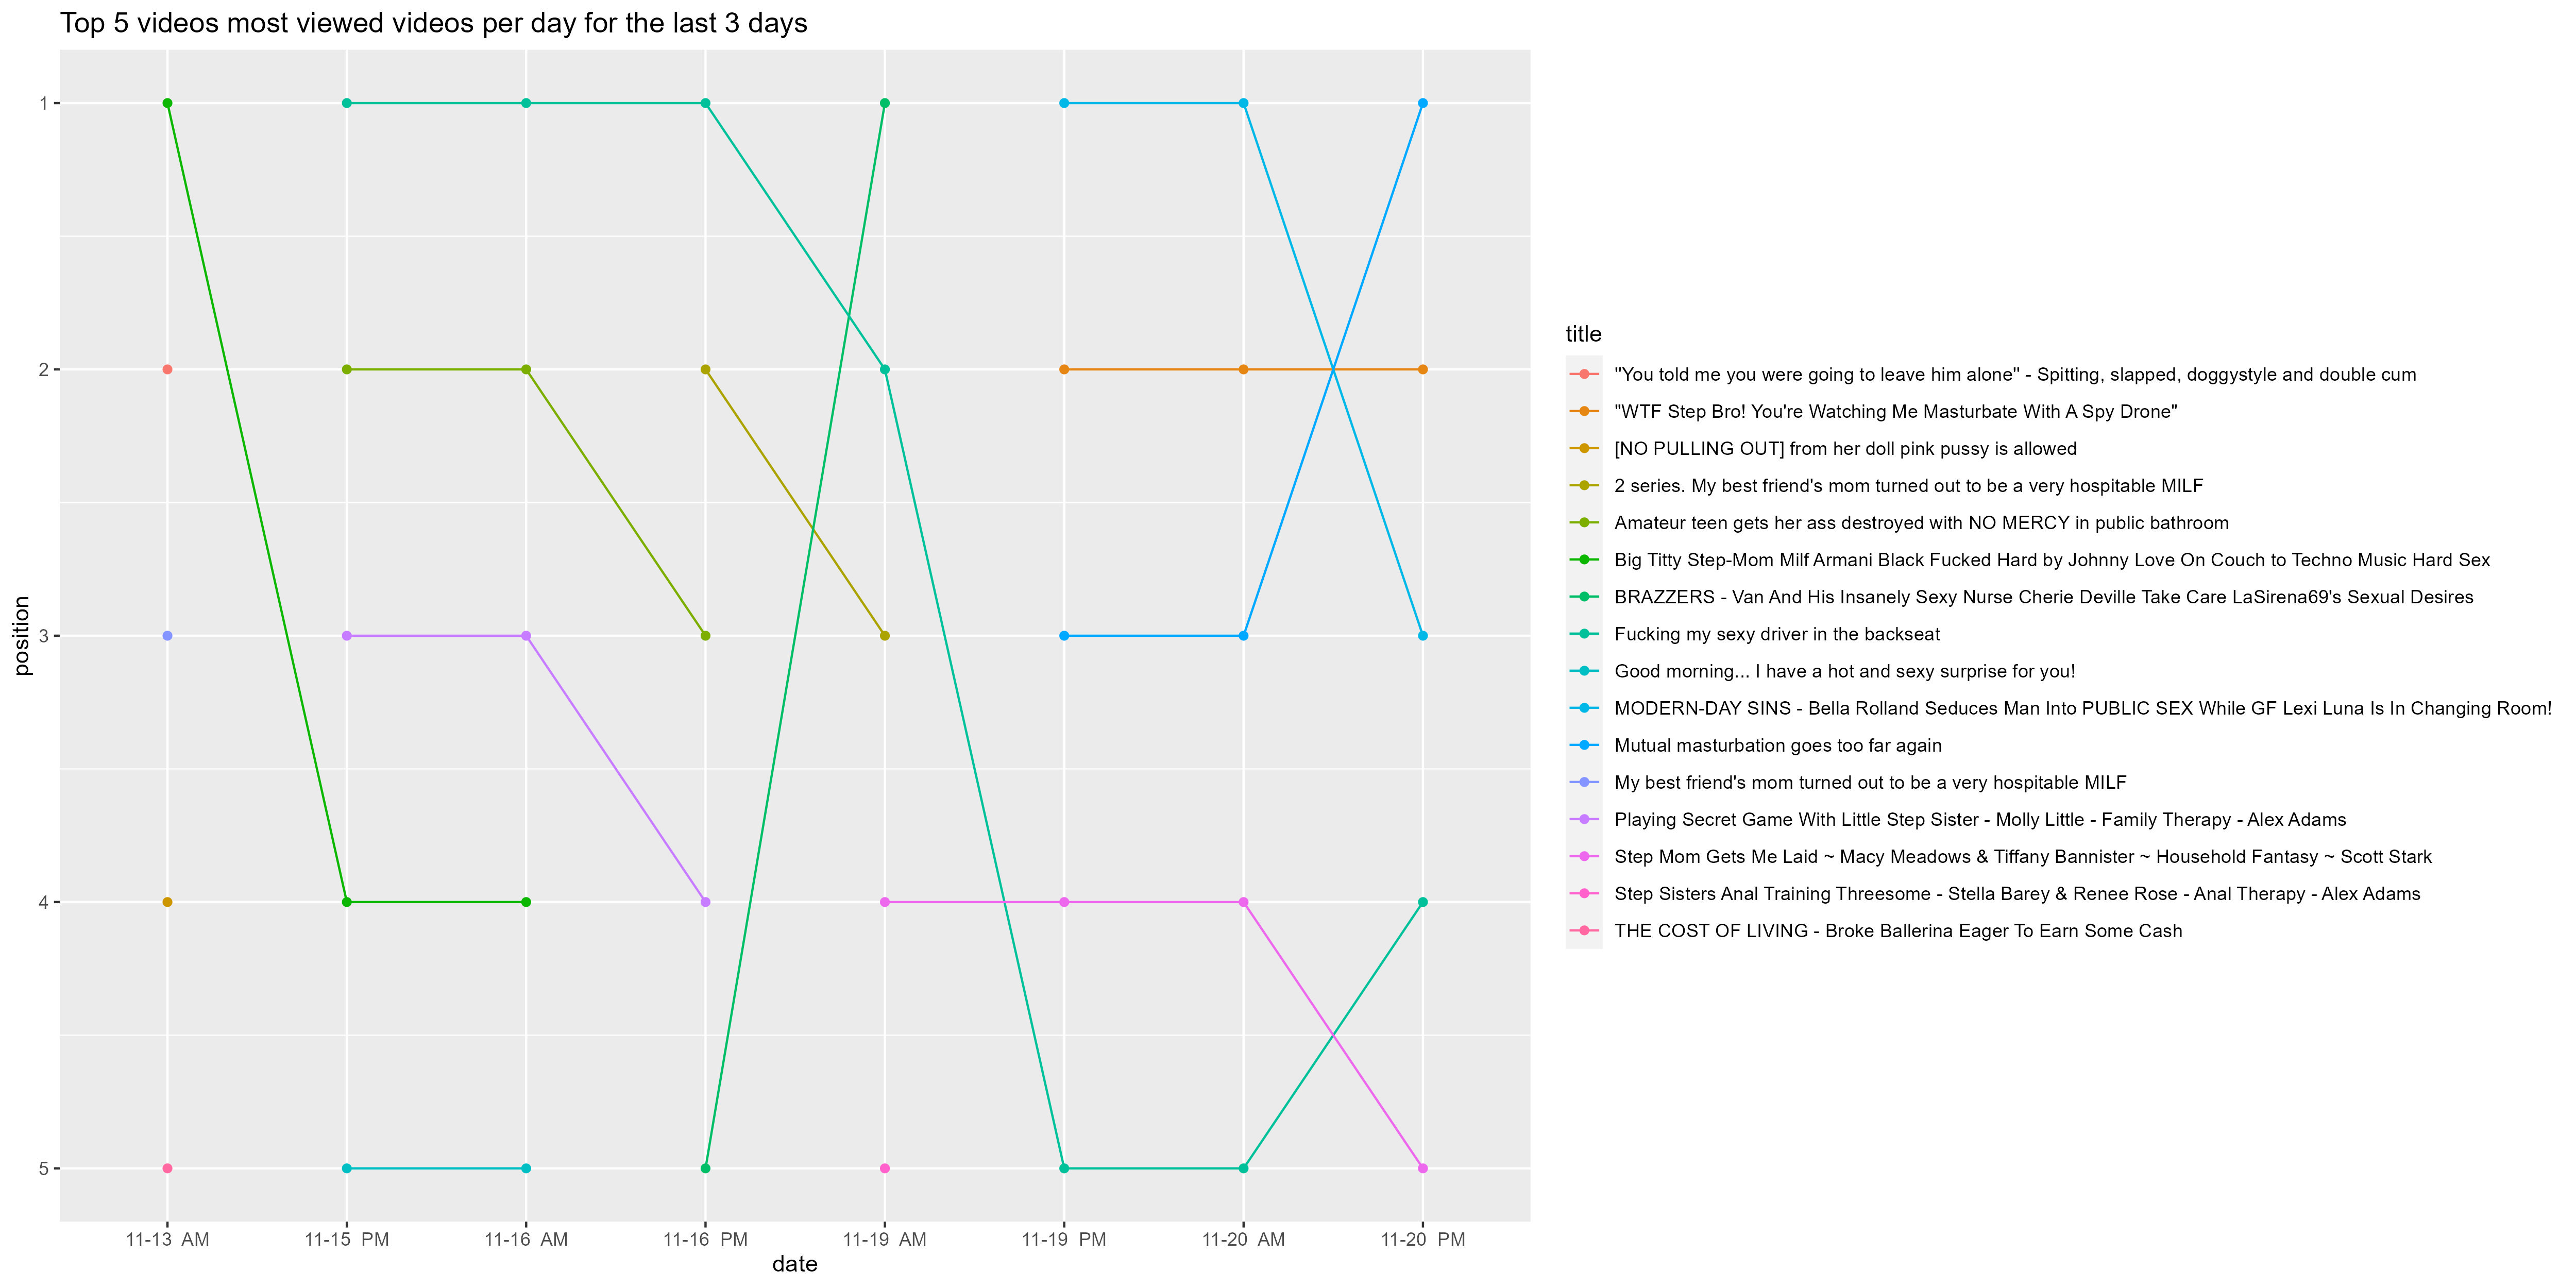 Top 5 videos most viewed videos per day for the last 3 days
position
1
2
3
4
5
11-13 AM
11-15 PM
11-16 AM
11-16 PM
11-19 AM
11-19 PM
11-20 AM
11-20 PM
date
title
"You told me you were going to leave him alone" - Spitting, slapped, doggystyle and double cum
"WTF Step Bro! You're Watching Me Masturbate With A Spy Drone"
[NO PULLING OUT] from her doll pink pussy is allowed
2 series. My best friend's mom turned out to be a very hospitable MILF
Amateur teen gets her ass destroyed with NO MERCY in public bathroom
Big Titty Step-Mom Milf Armani Black Fucked Hard by Johnny Love On Couch to Techno Music Hard Sex
BRAZZERS - Van And His Insanely Sexy Nurse Cherie Deville Take Care LaSirena69's Sexual Desires
Fucking my sexy driver in the backseat
Good morning... I have a hot and sexy surprise for you!
MODERN-DAY SINS - Bella Rolland Seduces Man Into PUBLIC SEX While GF Lexi Luna Is In Changing Room!
Mutual masturbation goes too far again
My best friend's mom turned out to be a very hospitable MILF
Playing Secret Game With Little Step Sister - Molly Little - Family Therapy - Alex Adams
Step Mom Gets Me Laid ~ Macy Meadows & Tiffany Bannister ~ Household Fantasy ~ Scott Stark
Step Sisters Anal Training Threesome - Stella Barey & Renee Rose - Anal Therapy - Alex Adams
THE COST OF LIVING - Broke Ballerina Eager To Earn Some Cash